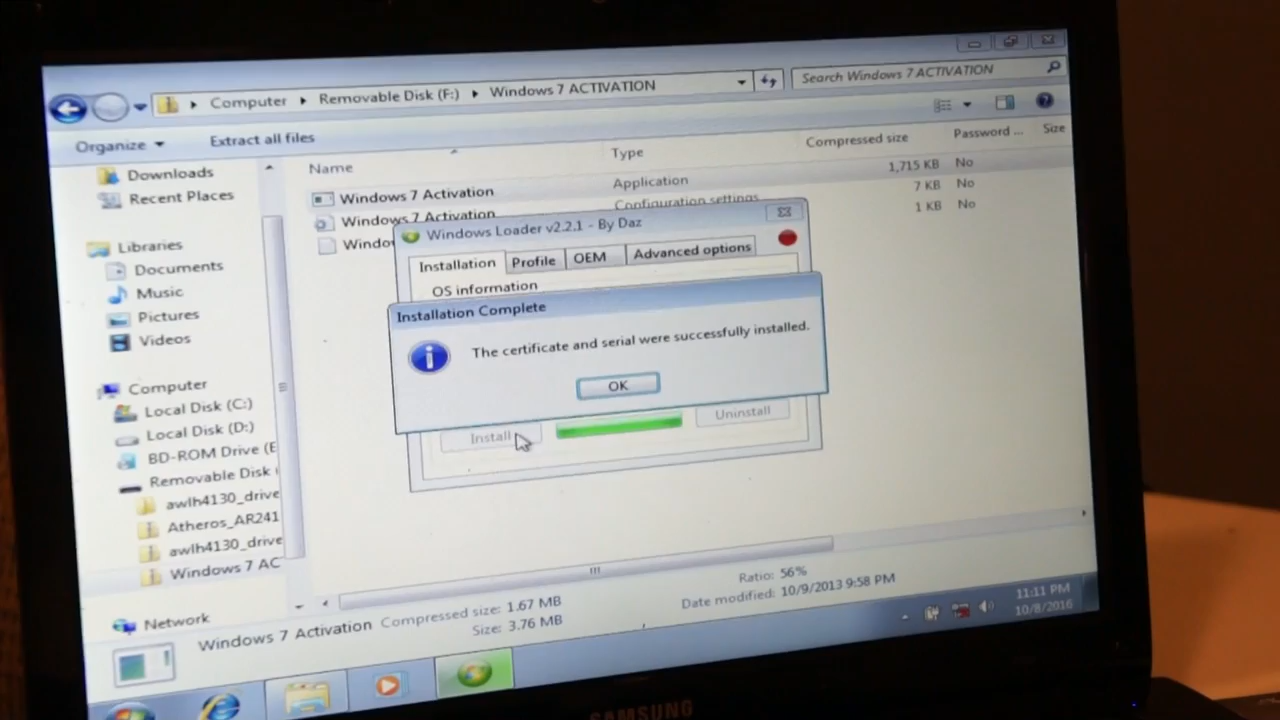 Computer Removable Disk (F:) Windows 7 ACTIVATION
Search Windows 7 ACTIVATION
Organize Extract all files
Name Type Compressed size Password ... Size
Windows 7 Activation Application 1,715 KB No
Windows 7 Activation Configuration settings 7 KB No
Windo 1 KB No
Downloads
Recent Places
Libraries
Documents
Music
Pictures
Videos
Computer
Local Disk (C:)
Local Disk (D:)
BD-ROM Drive (E
Removable Disk (
awlh4130_drive
Atheros_AR241
awlh4130_drive
Windows 7 AC
Network
Windows Loader v2.2.1 - By Daz
Installation Profile OEM Advanced options
OS information
Installation Complete
The certificate and serial were successfully installed.
OK
Install Uninstall
Windows 7 Activation Compressed size: 1.67 MB Ratio: 56%
Size: 3.76 MB Date modified: 10/9/2013 9:58 PM
11:11 PM
10/8/2016
SAMSUNG